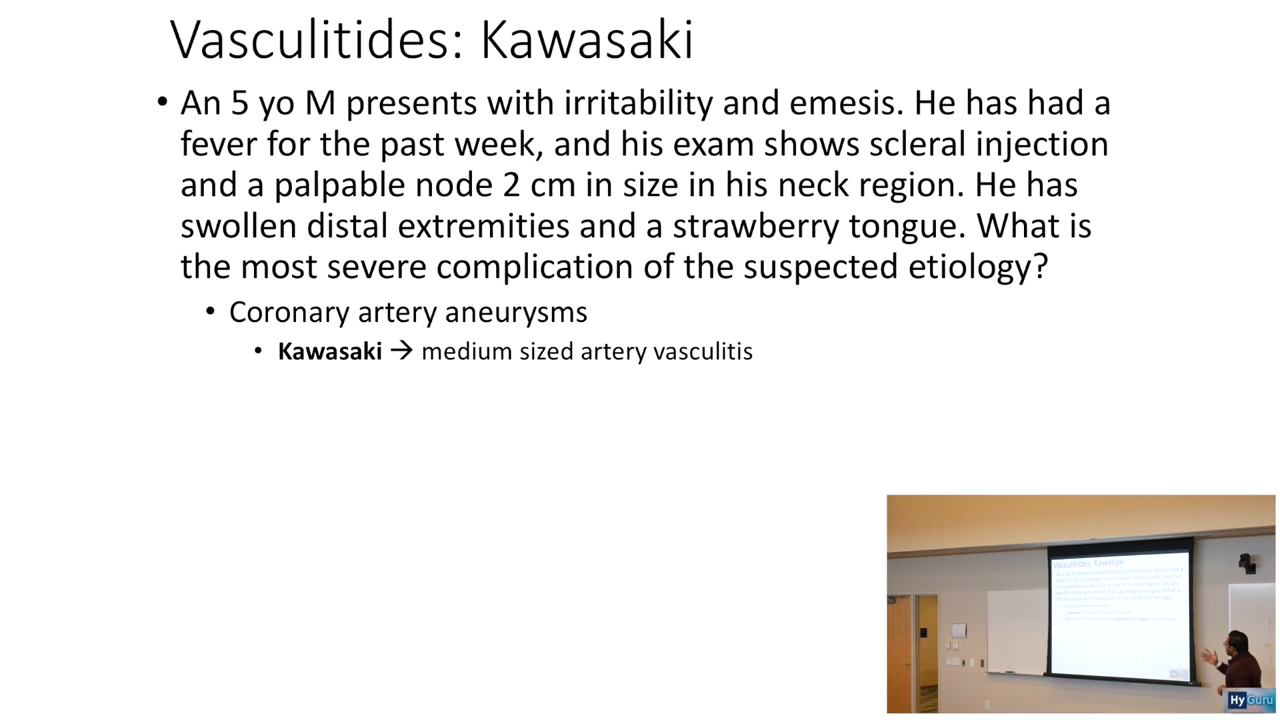 Vasculitides: Kawasaki
• An 5 yo M presents with irritability and emesis. He has had a
fever for the past week, and his exam shows scleral injection
and a palpable node 2 cm in size in his neck region. He has
swollen distal extremities and a strawberry tongue. What is
the most severe complication of the suspected etiology?
• Coronary artery aneurysms
• Kawasaki → medium sized artery vasculitis
Vasculitides: Kawasaki
HyGuru